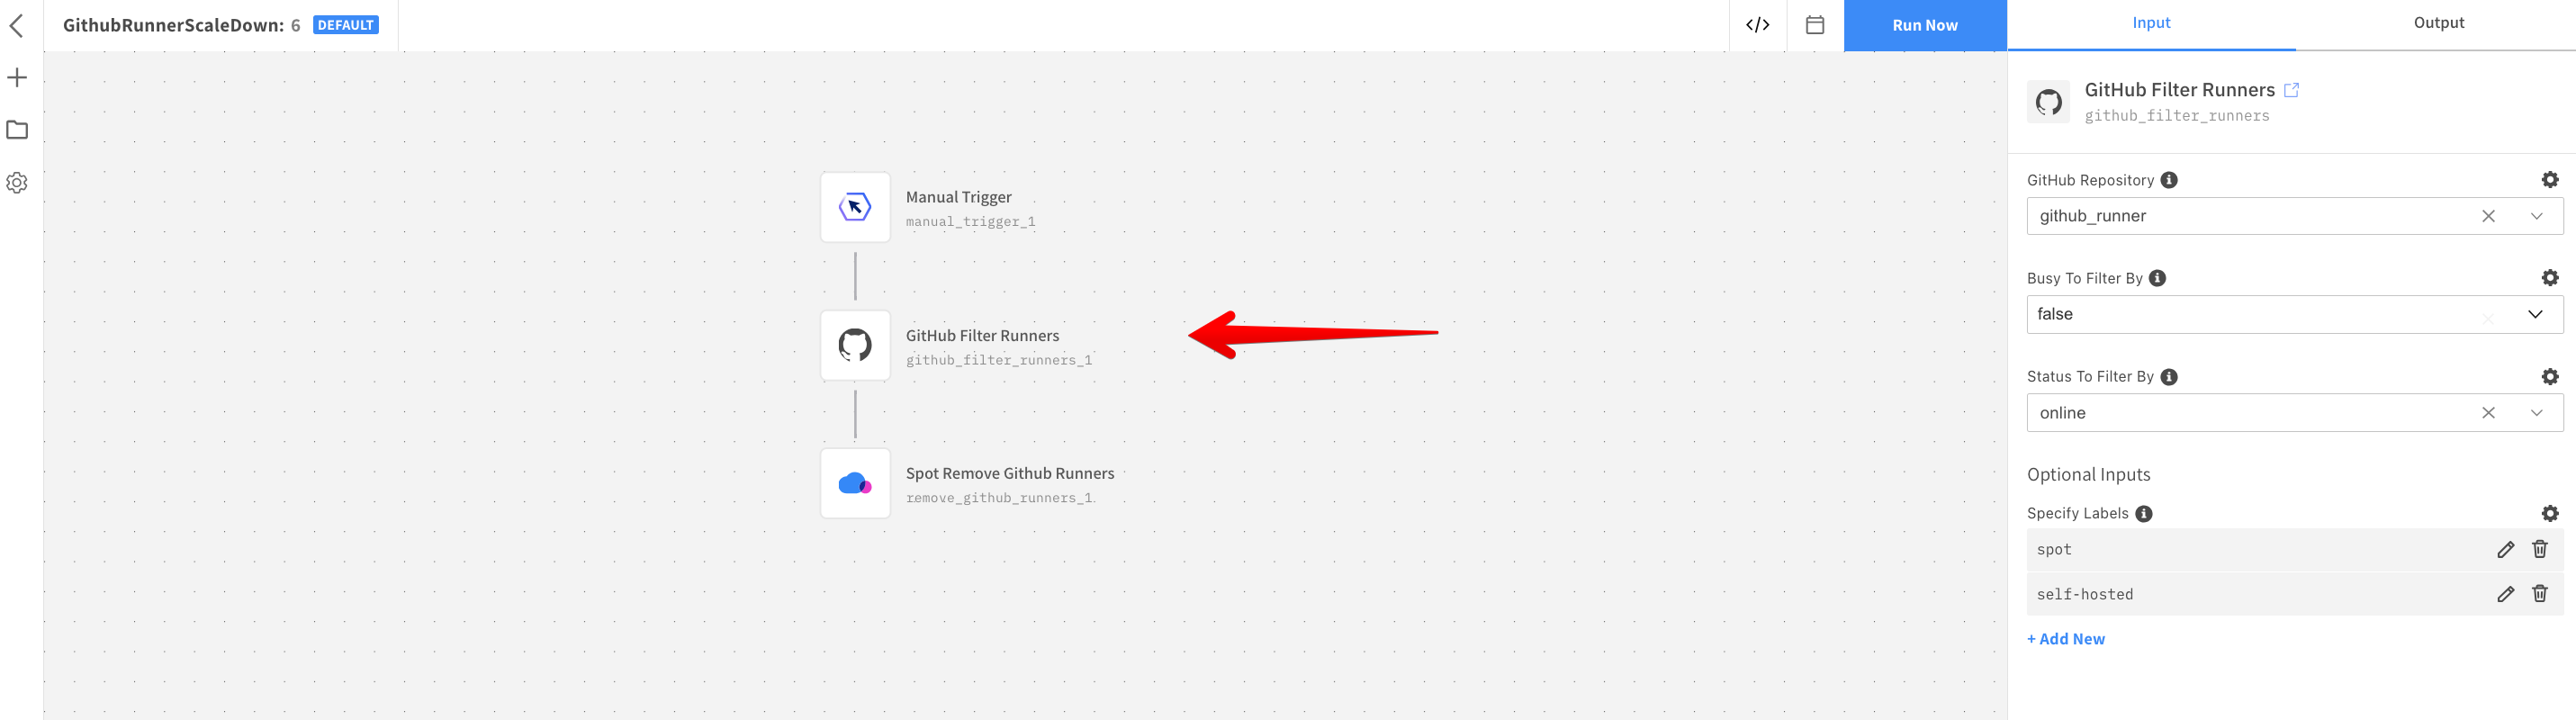 GithubRunnerScaleDown: 6 DEFAULT
</> Run Now
Input Output
Manual Trigger
manual_trigger_1
GitHub Filter Runners
github_filter_runners_1
Spot Remove Github Runners
remove_github_runners_1
GitHub Filter Runners
github_filter_runners
GitHub Repository
github_runner
Busy To Filter By
false
Status To Filter By
online
Optional Inputs
Specify Labels
spot
self-hosted
+ Add New